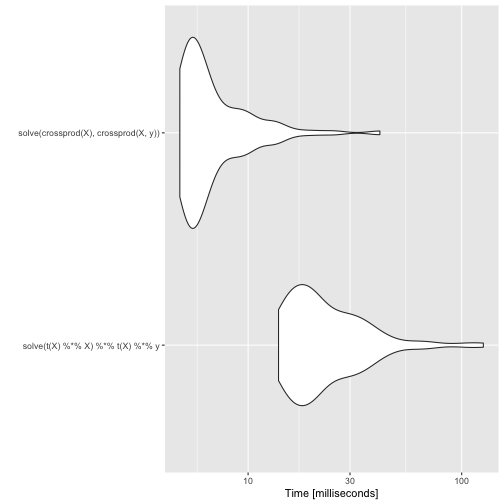 solve(crossprod(X), crossprod(X, y))
solve(t(X) %*% X) %*% t(X) %*% y
10 30 100
Time [milliseconds]